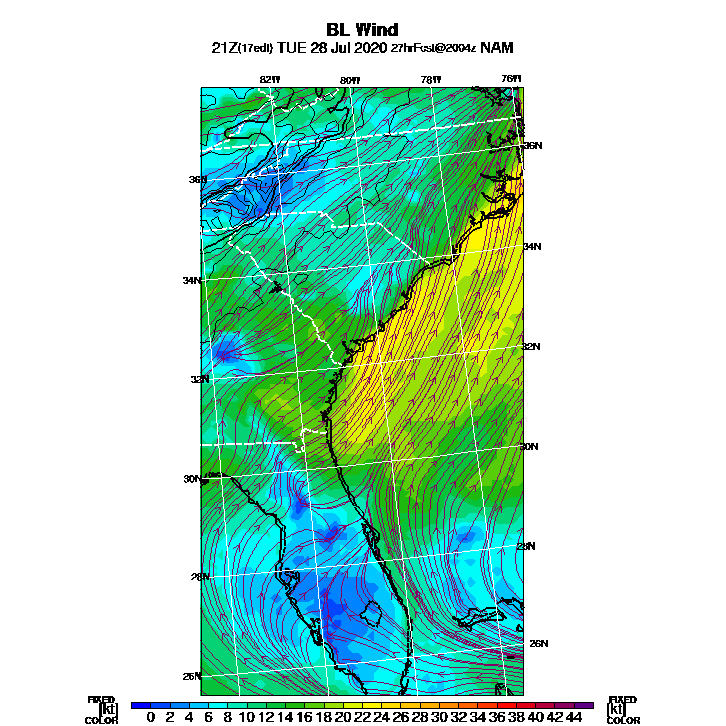 BL Wind
21Z(17edt) TUE 28 Jul 2020 27hrFcst@2004z NAM
82W 80W 78W 76W
36N
36N
34N
34N
32N
32N
30N
30N
28N
28N
26N
26N
FIXED [kt] COLOR
0 2 4 6 8 10 12 14 16 18 20 22 24 26 28 30 32 34 36 38 40 42 44
FIXED [kt] COLOR